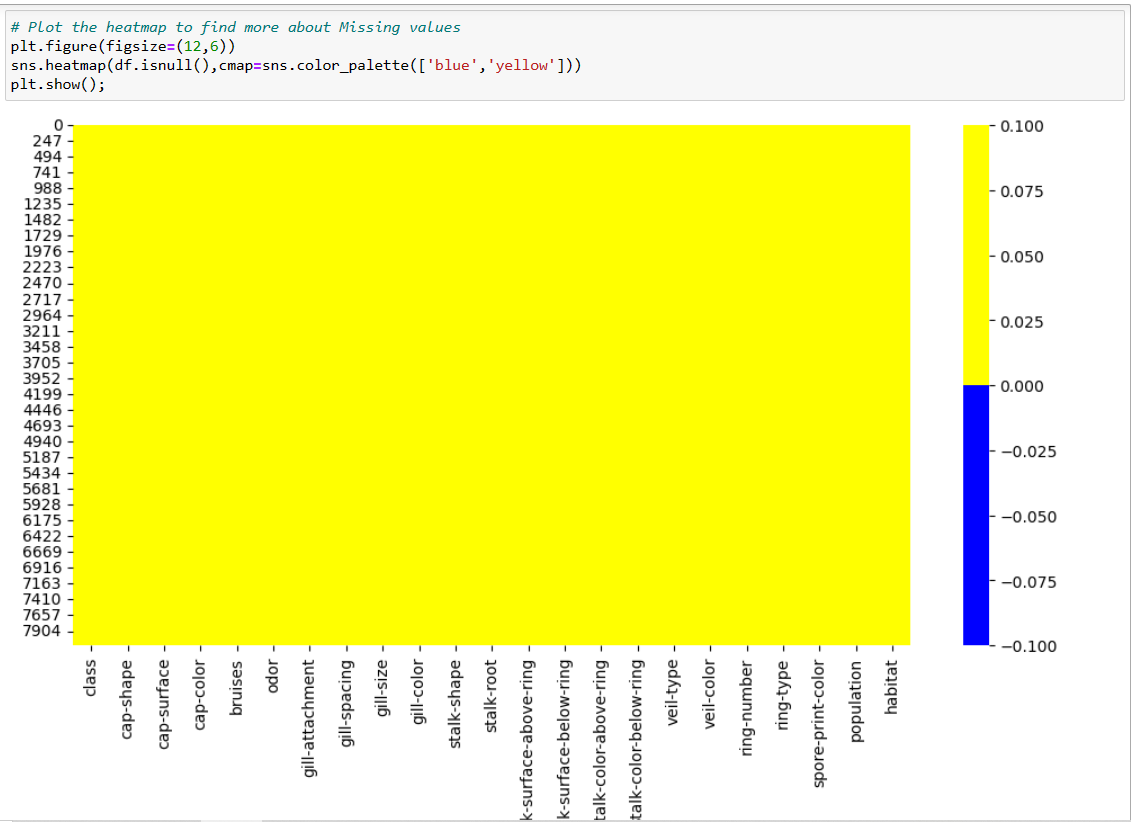 # Plot the heatmap to find more about Missing values
plt.figure(figsize=(12,6))
sns.heatmap(df.isnull(),cmap=sns.color_palette(['blue','yellow']))
plt.show();
0
247
494
741
988
1235
1482
1729
1976
2223
2470
2717
2964
3211
3458
3705
3952
4199
4446
4693
4940
5187
5434
5681
5928
6175
6422
6669
6916
7163
7410
7657
7904
class
cap-shape
cap-surface
cap-color
bruises
odor
gill-attachment
gill-spacing
gill-size
gill-color
stalk-shape
stalk-root
k-surface-above-ring
k-surface-below-ring
talk-color-above-ring
talk-color-below-ring
veil-type
veil-color
ring-number
ring-type
spore-print-color
population
habitat
0.100
0.075
0.050
0.025
0.000
−0.025
−0.050
−0.075
−0.100